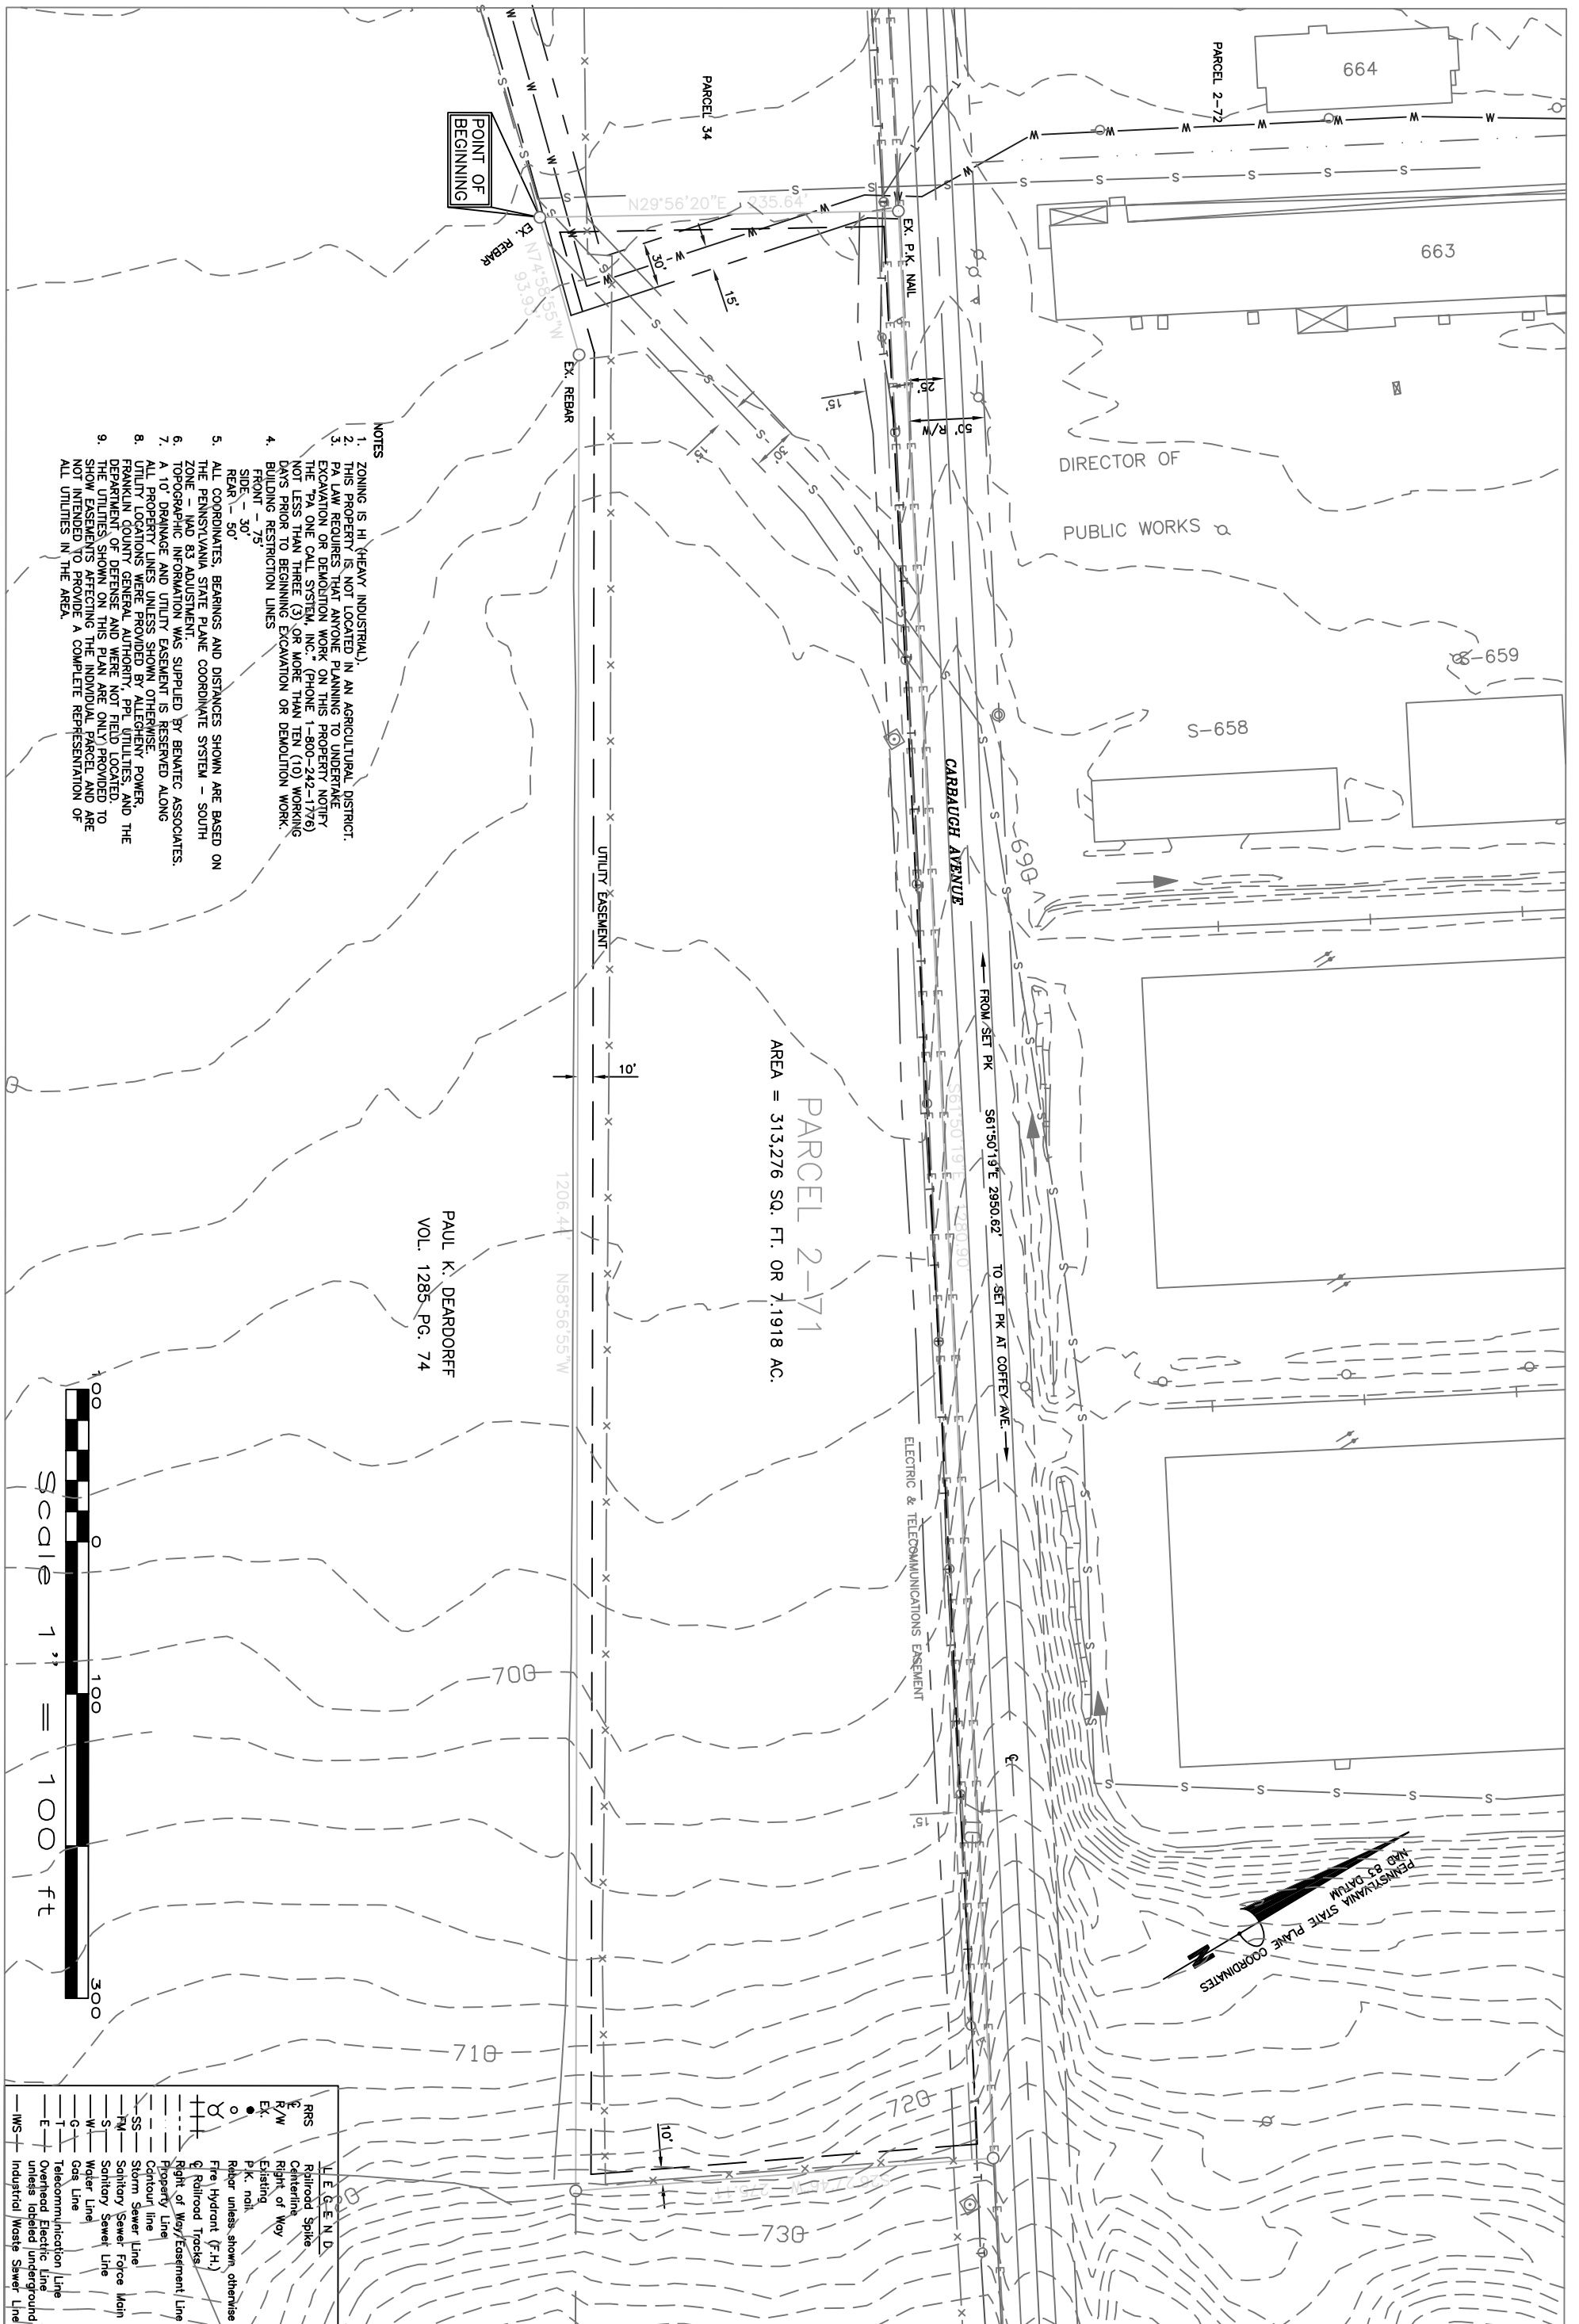 664
PARCEL 2-72
PARCEL 34
663
POINT OF
BEGINNING
EX. REBAR
N29°56'20"E 235.64'
EX. P.K. NAIL
N74°58'55"W
93.93'
30'
15'
EX. REBAR
15'
25'
50' R/W
15'
30'
DIRECTOR OF
PUBLIC WORKS
S-659
S-658
690
CARBAUGH AVENUE
NOTES
1. ZONING IS HI (HEAVY INDUSTRIAL).
2. THIS PROPERTY IS NOT LOCATED IN AN AGRICULTURAL DISTRICT.
3. PA LAW REQUIRES THAT ANYONE PLANNING TO UNDERTAKE
EXCAVATION OR DEMOLITION WORK ON THIS PROPERTY NOTIFY
THE "PA ONE CALL SYSTEM, INC." (PHONE 1-800-242-1776)
NOT LESS THAN THREE (3) OR MORE THAN TEN (10) WORKING
DAYS PRIOR TO BEGINNING EXCAVATION OR DEMOLITION WORK.
4. BUILDING RESTRICTION LINES
FRONT - 75'
SIDE - 30'
REAR - 50'
5. ALL COORDINATES, BEARINGS AND DISTANCES SHOWN ARE BASED ON
THE PENNSYLVANIA STATE PLANE COORDINATE SYSTEM - SOUTH
ZONE - NAD 83 ADJUSTMENT.
6. TOPOGRAPHIC INFORMATION WAS SUPPLIED BY BENATEC ASSOCIATES.
7. A 10' DRAINAGE AND UTILITY EASEMENT IS RESERVED ALONG
ALL PROPERTY LINES UNLESS SHOWN OTHERWISE.
8. UTILITY LOCATIONS WERE PROVIDED BY ALLEGHENY POWER,
FRANKLIN COUNTY GENERAL AUTHORITY, PPL UTILITIES, AND THE
DEPARTMENT OF DEFENSE AND WERE NOT FIELD LOCATED.
9. THE UTILITIES SHOWN ON THIS PLAN ARE ONLY PROVIDED TO
SHOW EASEMENTS AFFECTING THE INDIVIDUAL PARCEL AND ARE
NOT INTENDED TO PROVIDE A COMPLETE REPRESENTATION OF
ALL UTILITIES IN THE AREA.
UTILITY EASEMENT
10'
FROM SET PK S61°50'19"E 2950.62' TO SET PK AT COFFEY AVE.
S61°50'19"E 1280.90
PARCEL 2-71
AREA = 313,276 SQ. FT. OR 7.1918 AC.
1206.44' N58°56'55"W
PAUL K. DEARDORFF
VOL. 1285 PG. 74
ELECTRIC & TELECOMMUNICATIONS EASEMENT
100 0 100 300
Scale 1" = 100 ft
700
15'
710
PENNSYLVANIA STATE PLANE COORDINATES
NAD 83 DATUM
N
710
720
10'
730
LEGEND
RRS Railroad Spike
℄ Centerline
R/W Right of Way
EX. Existing
P.K. nail
Rebar unless shown otherwise
Fire Hydrant (F.H.)
℄ Railroad Tracks
Right of Way/Easement Line
Property Line
Contour line
SS Storm Sewer Line
FM Sanitary Sewer Force Main
S Sanitary Sewer Line
W Water Line
G Gas Line
T Telecommunication Line
E Overhead Electric Line
unless labeled underground
IWS Industrial Waste Sewer Line